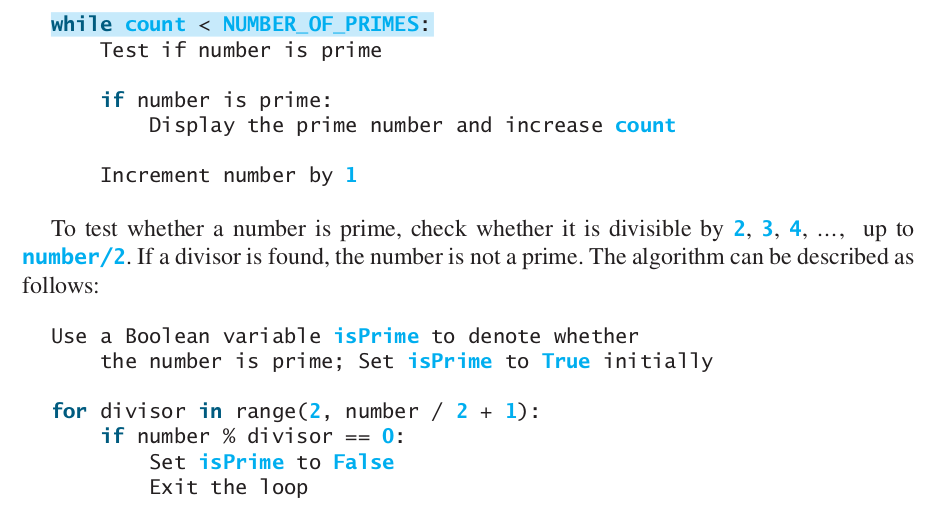 while count < NUMBER_OF_PRIMES:
    Test if number is prime

    if number is prime:
        Display the prime number and increase count

    Increment number by 1

To test whether a number is prime, check whether it is divisible by 2, 3, 4, ..., up to
number/2. If a divisor is found, the number is not a prime. The algorithm can be described as
follows:

Use a Boolean variable isPrime to denote whether
    the number is prime; Set isPrime to True initially

for divisor in range(2, number / 2 + 1):
    if number % divisor == 0:
        Set isPrime to False
        Exit the loop